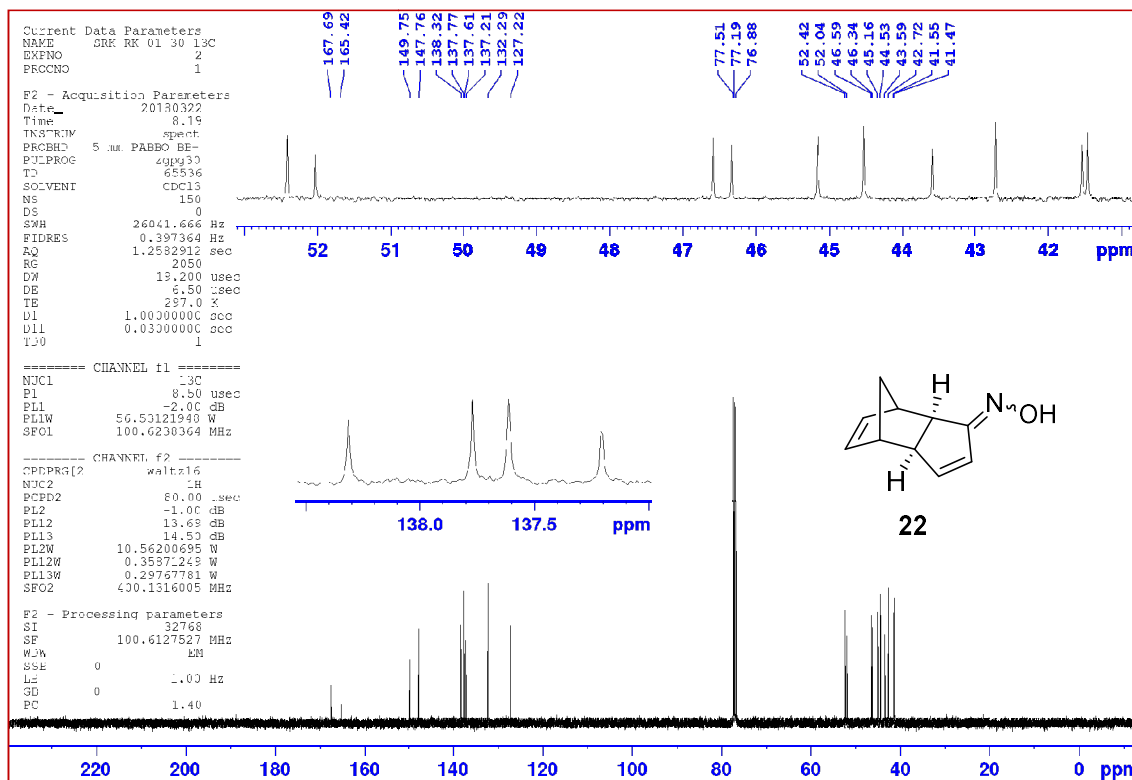 Current Data Parameters
NAME SRK RK 01 30 13C
EXPNO 2
PROCNO 1
F2 - Acquisition Parameters
Date_ 20180322
Time 8.19
INSTRUM spect
PROBHD 5 mm PABBO BB-
PULPROG zgpg30
TD 65536
SOLVENT CDCl3
NS 150
DS 0
SWH 26041.666 Hz
FIDRES 0.397364 Hz
AQ 1.2582912 sec
RG 2050
DW 19.200 usec
DE 6.50 usec
TE 297.0 K
D1 1.00000000 sec
D11 0.03000000 sec
TD0 1
======== CHANNEL f1 ========
NUC1 13C
P1 8.50 usec
PL1 -2.00 dB
PL1W 56.53121948 W
SFO1 100.6238364 MHz
======== CHANNEL f2 ========
CPDPRG[2 waltz16
NUC2 1H
PCPD2 80.00 usec
PL2 -1.00 dB
PL12 13.69 dB
PL13 14.50 dB
PL2W 10.56200695 W
PL12W 0.35871249 W
PL13W 0.29767781 W
SFO2 400.1316005 MHz
F2 - Processing parameters
SI 32768
SF 100.6127527 MHz
WDW EM
SSB 0
LB 1.00 Hz
GB 0
PC 1.40
167.69
165.42
149.75
147.76
138.32
137.77
137.61
137.21
132.29
127.22
77.51
77.19
76.88
52.42
52.04
46.59
46.34
45.16
44.53
43.59
42.72
41.55
41.47
52 51 50 49 48 47 46 45 44 43 42 ppm
138.0 137.5 ppm
H
N
OH
H
22
220 200 180 160 140 120 100 80 60 40 20 0 ppm